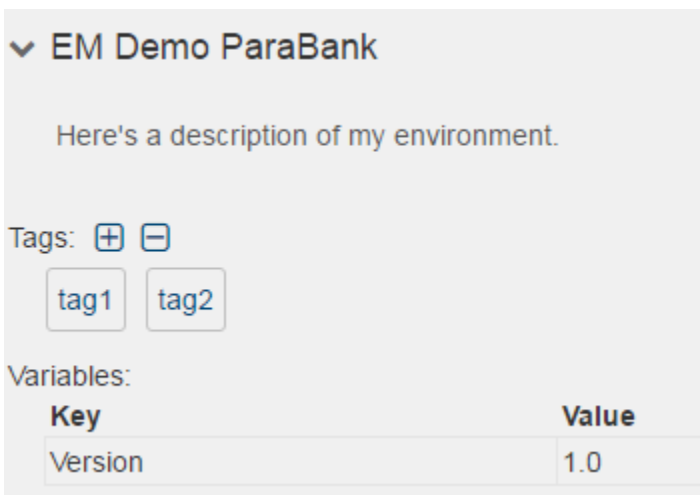 EM Demo ParaBank
Here's a description of my environment.
Tags:
tag1 tag2
Variables:
Key Value
Version 1.0